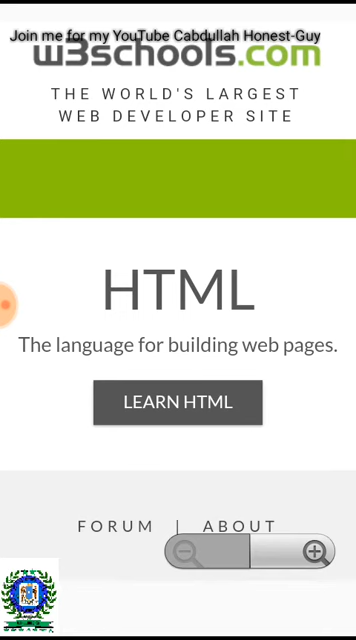 Join me for my YouTube Cabdullah Honest-Guy
w3schools.com
THE WORLD'S LARGEST
WEB DEVELOPER SITE
HTML
The language for building web pages.
LEARN HTML
FORUM | ABOUT